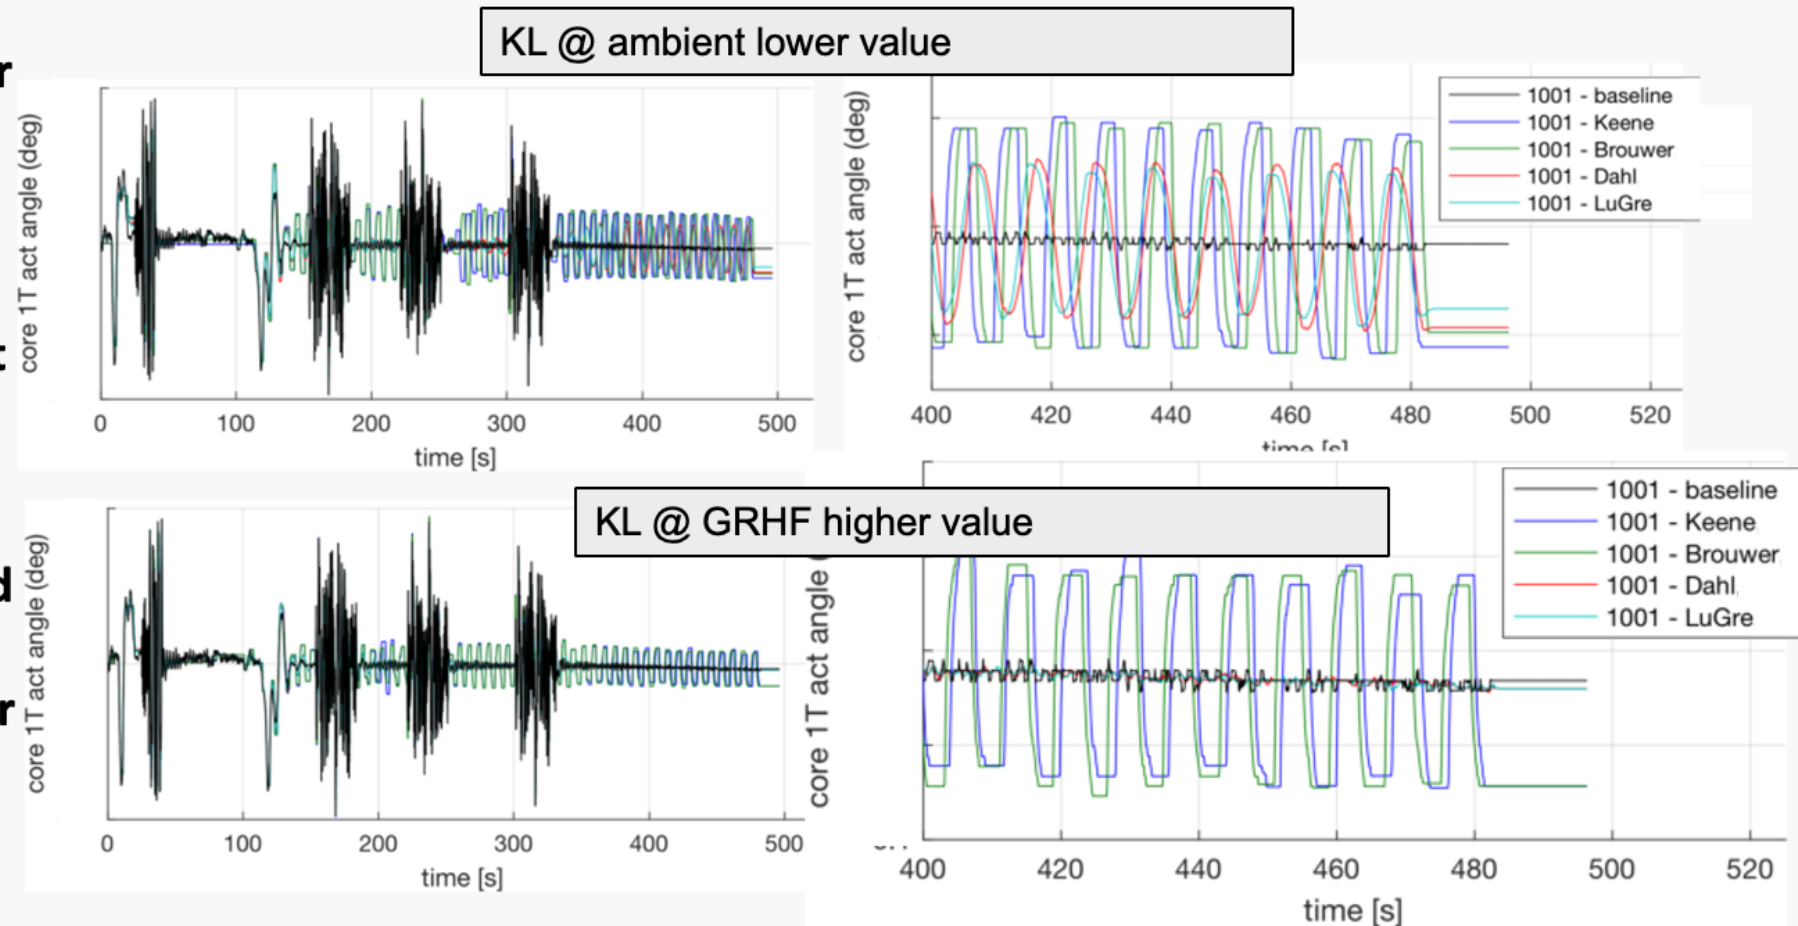 KL @ ambient lower value
r
t
core 1T act angle (deg)
0 100 200 300 400 500
time [s]
core 1T act angle (deg)
1001 - baseline
1001 - Keene
1001 - Brouwer
1001 - Dahl
1001 - LuGre
400 420 440 460 480 500 520
time [s]
KL @ GRHF higher value
d
r
core 1T act angle (deg)
0 100 200 300 400 500
time [s]
core 1T act angle (
1001 - baseline
1001 - Keene
1001 - Brouwer
1001 - Dahl
1001 - LuGre
400 420 440 460 480 500 520
time [s]